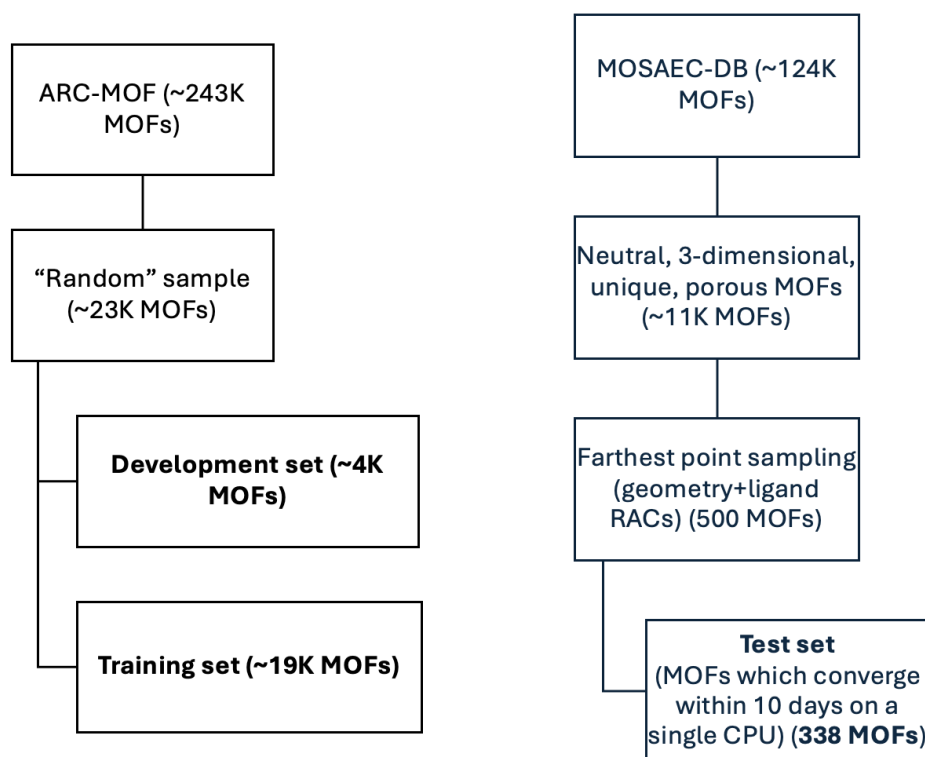 ARC-MOF (~243K
MOFs)
“Random” sample
(~23K MOFs)
Development set (~4K
MOFs)
Training set (~19K MOFs)
MOSAEC-DB (~124K
MOFs)
Neutral, 3-dimensional,
unique, porous MOFs
(~11K MOFs)
Farthest point sampling
(geometry+ligand
RACs) (500 MOFs)
Test set
(MOFs which converge
within 10 days on a
single CPU) (338 MOFs)